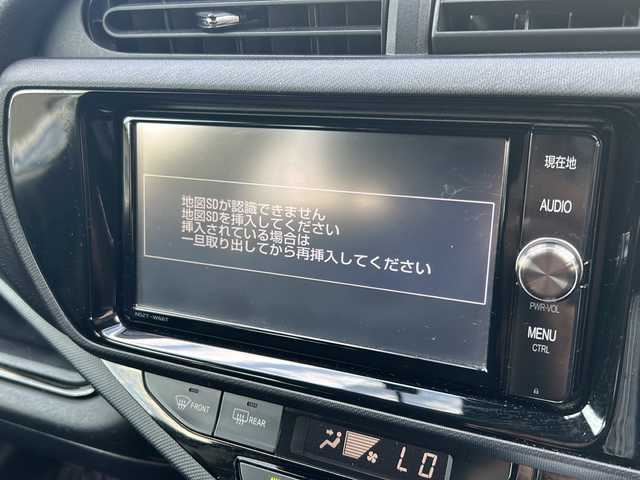 地図SDが認識できません
地図SDを挿入してください
挿入されている場合は
一旦取り出してから再挿入してください
現在地
AUDIO
PWR•VOL
MENU
CTRL
NSZT-W66T
FRONT
REAR
LO